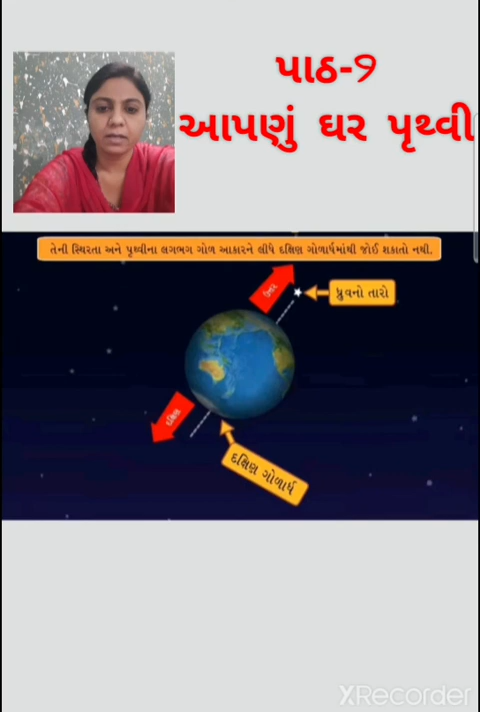 પાઠ-૭
આપણું ઘર પૃથ્વી
તેની સ્થિરતા અને પૃથ્વીના લગભગ ગોળ આકારને લીધે દક્ષિણ ગોળાર્ધમાંથી જોઈ શકાતો નથી.
ઉત્તર
ધ્રુવનો તારો
દક્ષિણ
દક્ષિણ ગોળાર્ધ
XRecorder